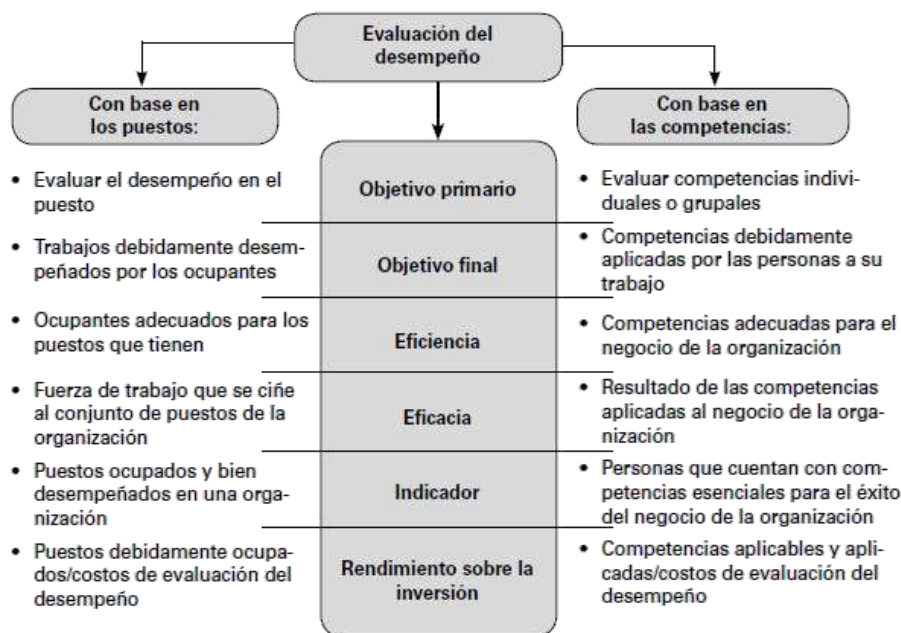 Evaluación del
desempeño
Con base en
los puestos:
Con base en
las competencias:
• Evaluar el desempeño en el
puesto
Objetivo primario
• Evaluar competencias indivi-
duales o grupales
• Trabajos debidamente desem-
peñados por los ocupantes
Objetivo final
• Competencias debidamente
aplicadas por las personas a su
trabajo
• Ocupantes adecuados para los
puestos que tienen
Eficiencia
• Competencias adecuadas para el
negocio de la organización
• Fuerza de trabajo que se ciñe
al conjunto de puestos de la
organización
Eficacia
• Resultado de las competencias
aplicadas al negocio de la orga-
nización
• Puestos ocupados y bien
desempeñados en una orga-
nización
Indicador
• Personas que cuentan con com-
petencias esenciales para el éxito
del negocio de la organización
• Puestos debidamente ocupa-
dos/costos de evaluación del
desempeño
Rendimiento sobre la
inversión
• Competencias aplicables y apli-
cadas/costos de evaluación del
desempeño